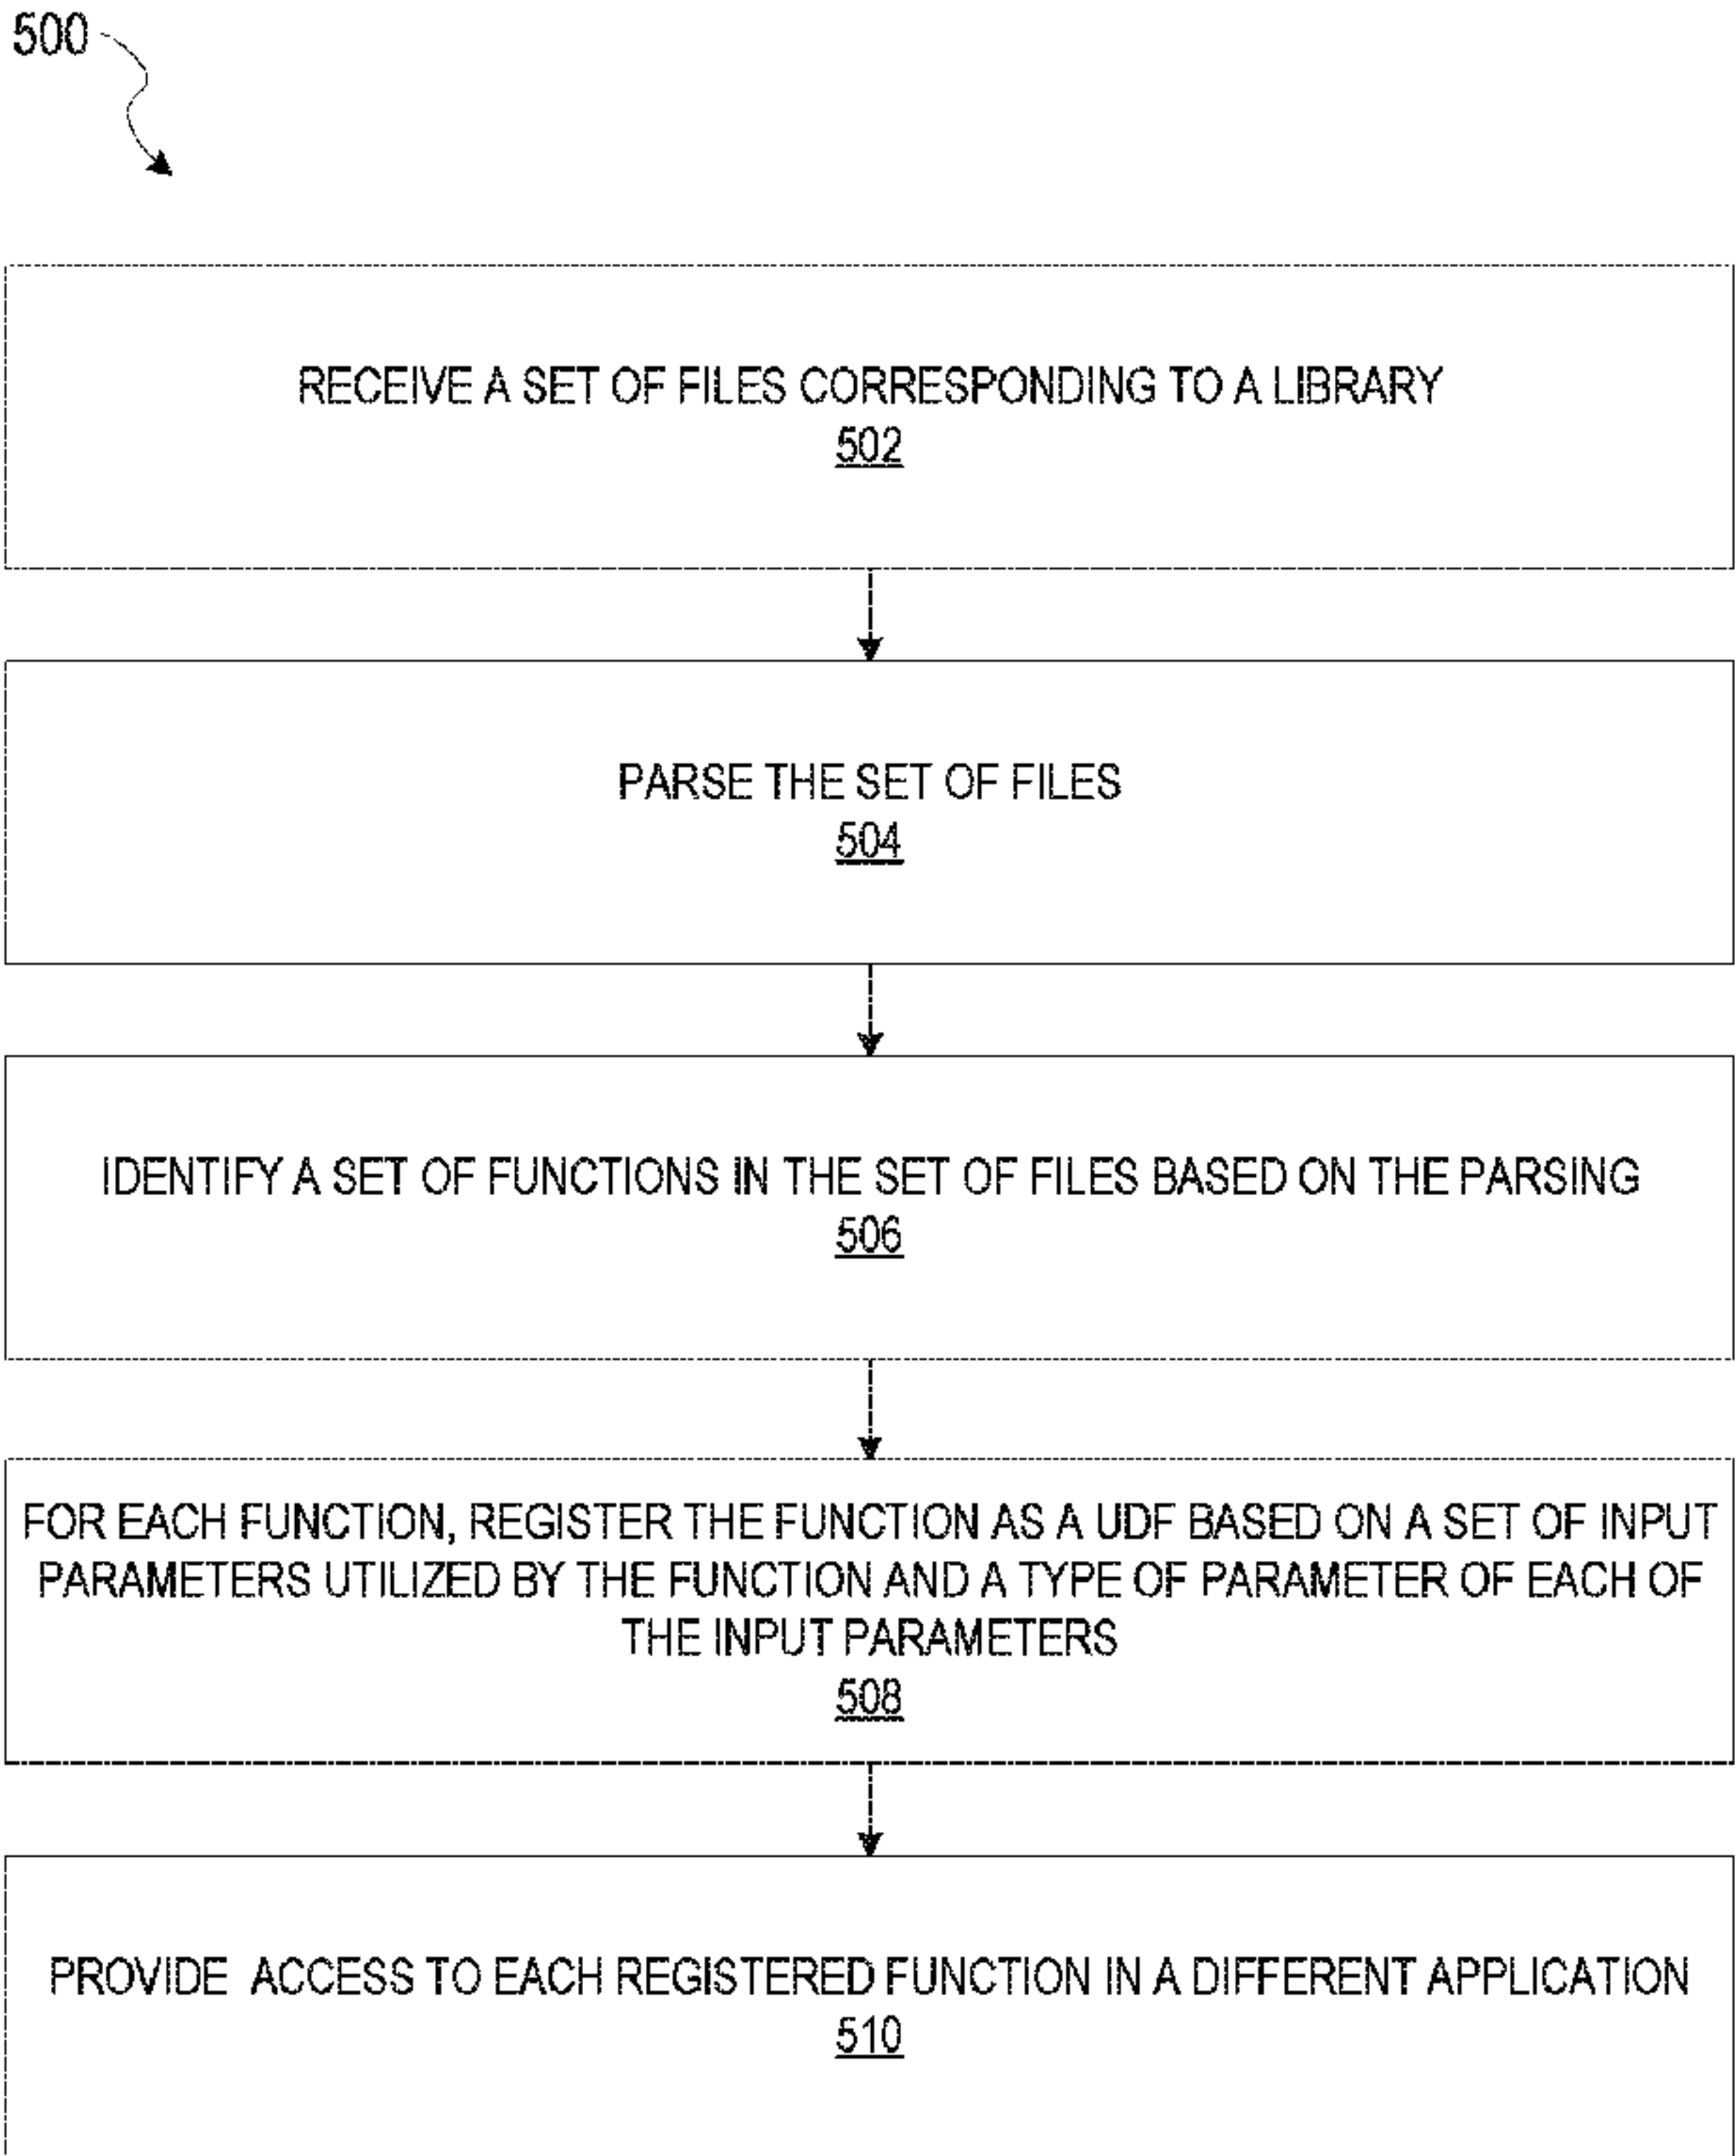 500
RECEIVE A SET OF FILES CORRESPONDING TO A LIBRARY
502
PARSE THE SET OF FILES
504
IDENTIFY A SET OF FUNCTIONS IN THE SET OF FILES BASED ON THE PARSING
506
FOR EACH FUNCTION, REGISTER THE FUNCTION AS A UDF BASED ON A SET OF INPUT
PARAMETERS UTILIZED BY THE FUNCTION AND A TYPE OF PARAMETER OF EACH OF
THE INPUT PARAMETERS
508
PROVIDE ACCESS TO EACH REGISTERED FUNCTION IN A DIFFERENT APPLICATION
510